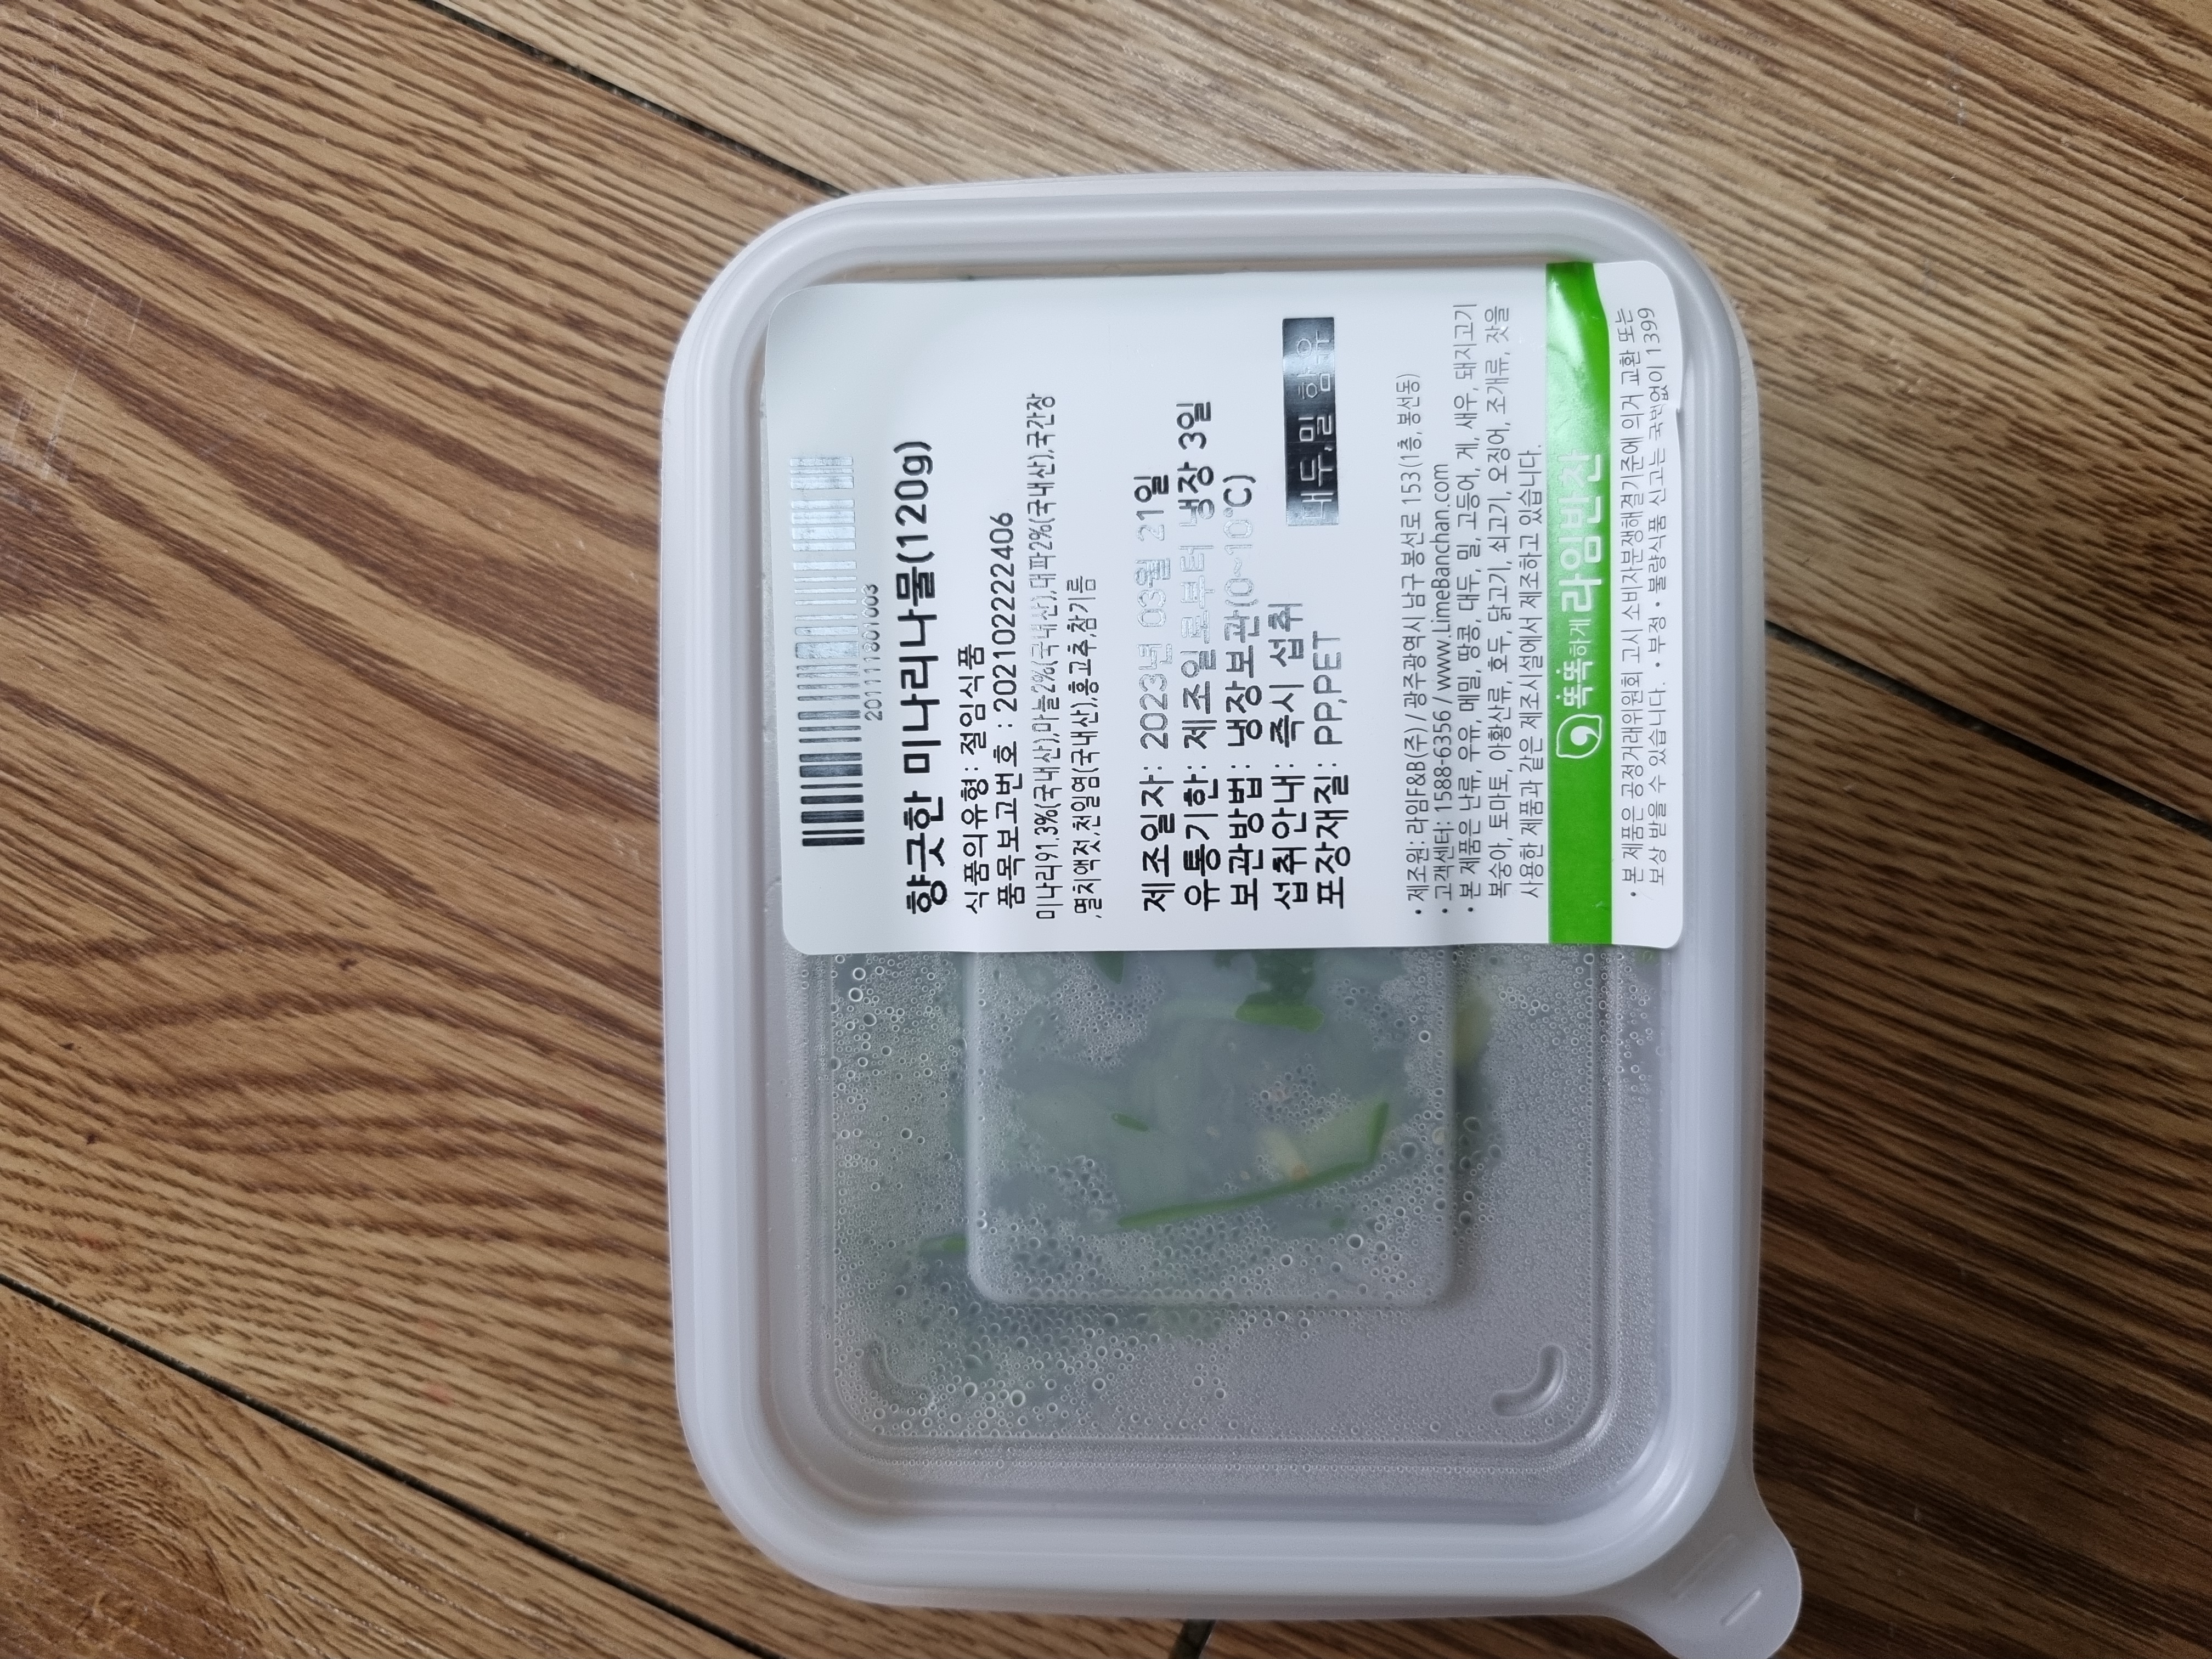 향긋한 미나리나물(120g)
식품의유형: 절임식품
품목보고번호 : 202102222406
미나리91.3%(국내산),마늘2%(국내산),대파2%(국내산),국간장
,멸치액젓,천일염(국내산),홍고추,참기름
제조일자: 2023년 03월 21일
유통기한: 제조일로부터 냉장 3일
보관방법: 냉장보관(0~10℃)
섭취안내: 즉시 섭취
포장재질: PP,PET
대두,밀 함유
• 제조원: 라임F&B(주) / 광주광역시 남구 봉선로 153(1층, 봉선동)
• 고객센터: 1588-6356 / www.LimeBanchan.com
• 본 제품은 난류, 우유, 메밀, 땅콩, 대두, 밀, 고등어, 게, 새우, 돼지고기
복숭아, 토마토, 아황산류, 호두, 닭고기, 쇠고기, 오징어, 조개류, 잣을
사용한 제품과 같은 제조시설에서 제조하고 있습니다.
똑똑하게 라임반찬
• 본 제품은 공정거래위원회 고시 소비자분쟁해결기준에 의거 교환 또는
보상 받을 수 있습니다. • 부정 • 불량식품 신고는 국번없이 1399